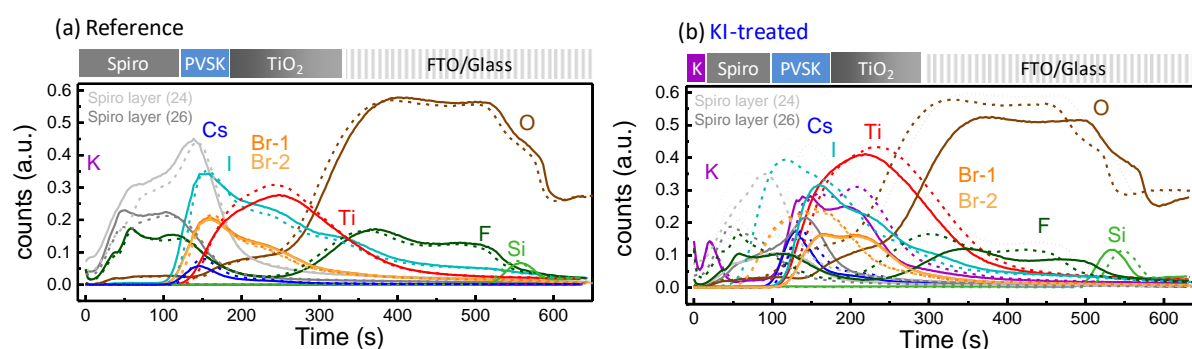 (a) Reference
Spiro PVSK TiO₂ FTO/Glass
0.6
0.5
0.4
0.3
0.2
0.1
0.0
counts (a.u.)
Spiro layer (24)
Spiro layer (26)
K
Cs
I
Br-1
Br-2
Ti
O
F
Si
0 100 200 300 400 500 600
Time (s)
(b) KI-treated
K Spiro PVSK TiO₂ FTO/Glass
0.6
0.5
0.4
0.3
0.2
0.1
0.0
counts (a.u.)
Spiro layer (24)
Spiro layer (26)
K
Cs
I
Ti
Br-1
Br-2
O
F
Si
0 100 200 300 400 500 600
Time (s)